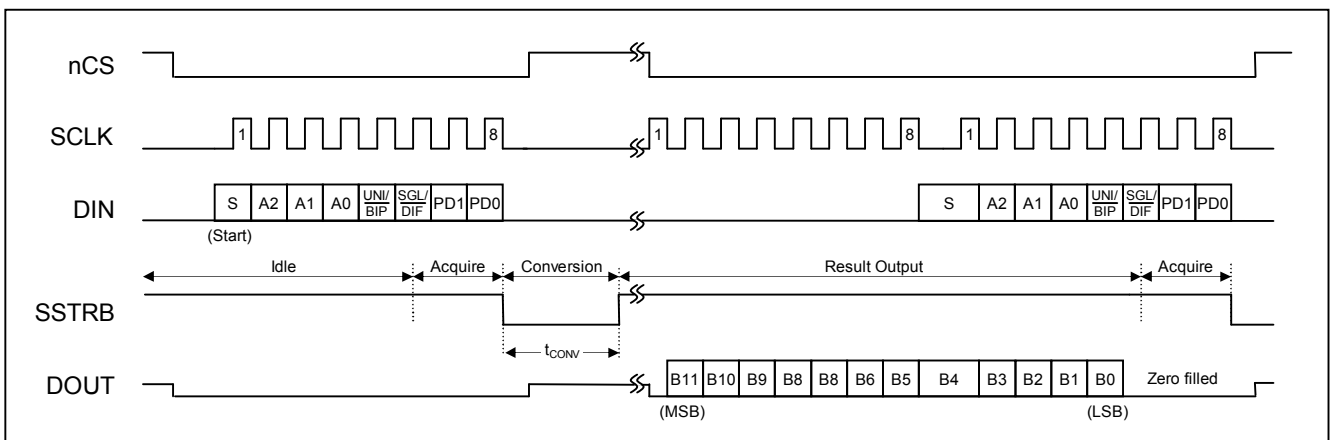 nCS
SCLK
1 8 1 8 1 8
DIN
S A2 A1 A0 UNI/BIP SGL/DIF PD1 PD0 S A2 A1 A0 UNI/BIP SGL/DIF PD1 PD0
(Start)
Idle Acquire Conversion Result Output Acquire
SSTRB
tCONV
DOUT
B11 B10 B9 B8 B8 B6 B5 B4 B3 B2 B1 B0 Zero filled
(MSB) (LSB)